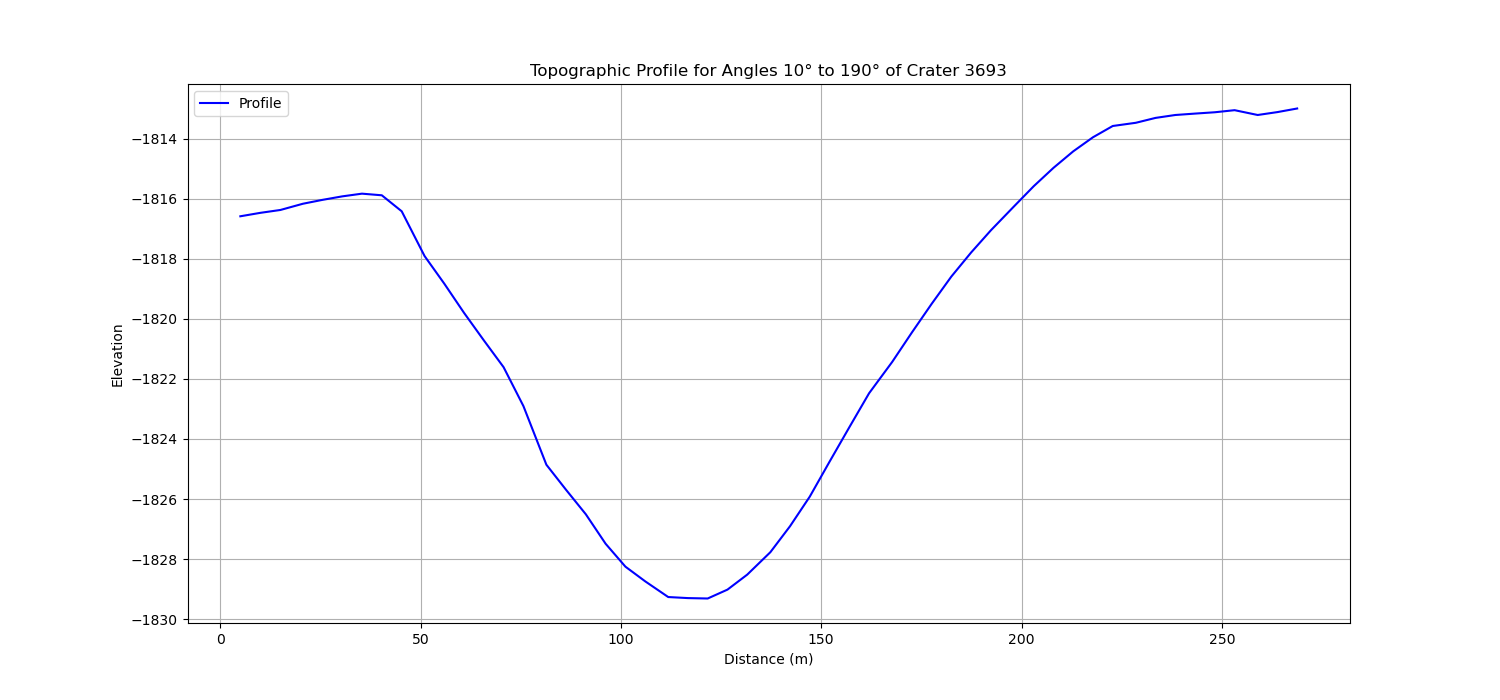 Topographic Profile for Angles 10° to 190° of Crater 3693
Profile
−1814
−1816
−1818
−1820
−1822
−1824
−1826
−1828
−1830
Elevation
0 50 100 150 200 250
Distance (m)